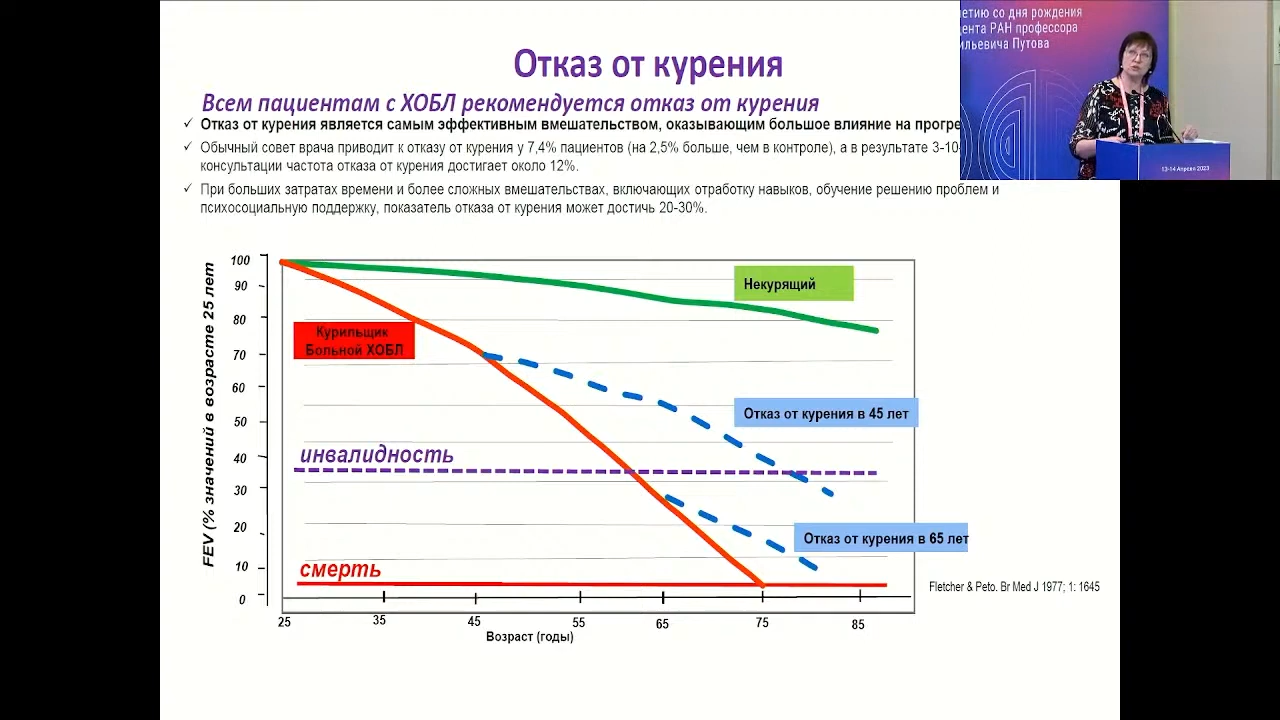 Отказ от курения
Всем пациентам с ХОБЛ рекомендуется отказ от курения
✓ Отказ от курения является самым эффективным вмешательством, оказывающим большое влияние на
✓ Обычный совет врача приводит к отказу от курения у 7,4% пациентов (на 2,5% больше, чем в контроле), а в результате
консультации частота отказа от курения достигает около 12%.
✓ При больших затратах времени и более сложных вмешательствах, включающих отработку навыков, обучение решению проблем и
психосоциальную поддержку, показатель отказа от курения может достичь 20-30%.
со дня рождения
РАН профессора
Путова
13-14 Апреля 2023
FEV (% значений в возрасте 25 лет
100
90
80
70
60
50
40
30
20
10
0
Некурящий
Курильщик
Больной ХОБЛ
Отказ от курения в 45 лет
инвалидность
Отказ от курения в 65 лет
смерть
Fletcher & Peto. Br Med J 1977; 1: 1645
25 35 45 55 65 75 85
Возраст (годы)